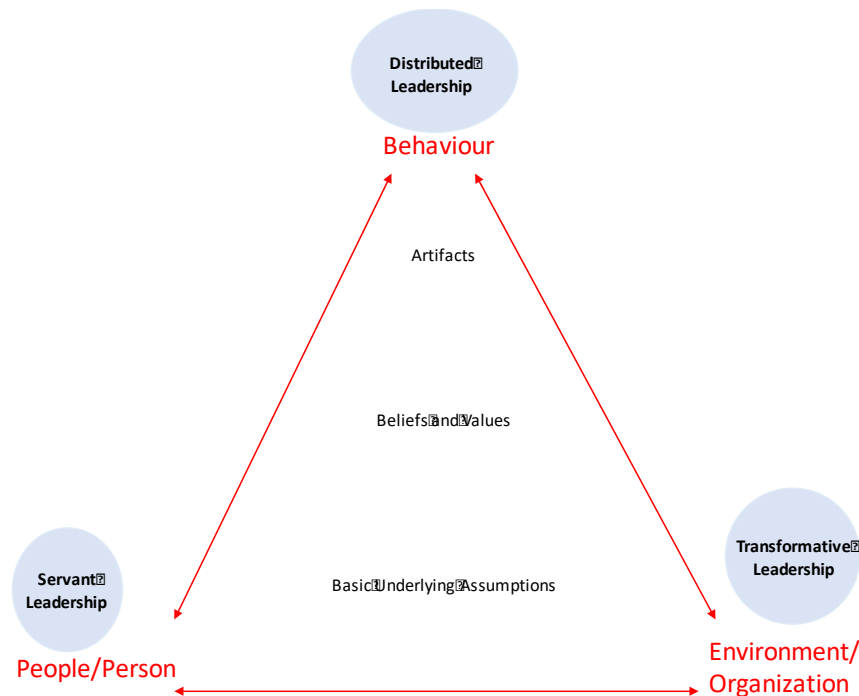 Distributed
Leadership
Behaviour
Artifacts
Beliefs and Values
Servant
Leadership
Transformative
Leadership
Basic Underlying Assumptions
People/Person
Environment/
Organization